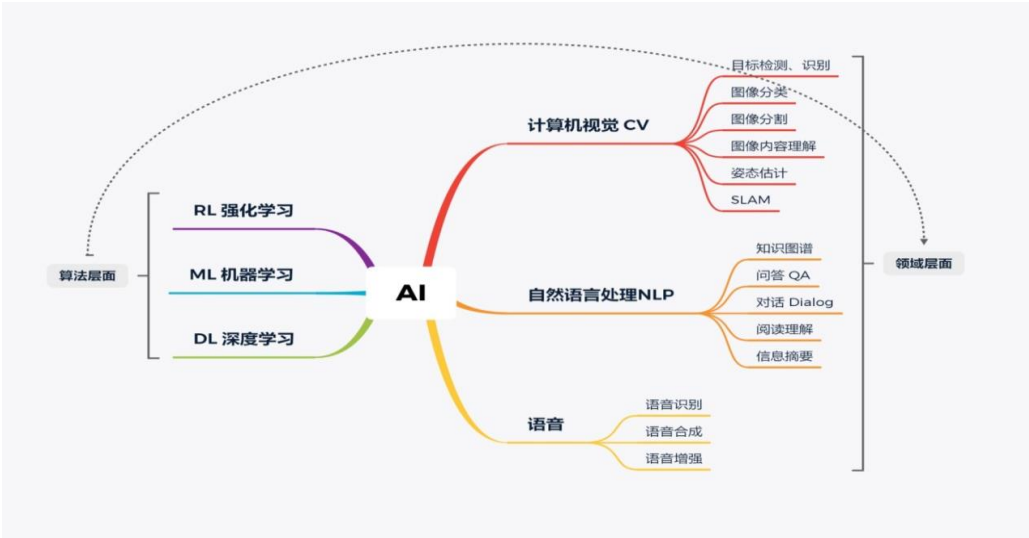 算法层面
RL 强化学习
ML 机器学习
DL 深度学习
AI
计算机视觉 CV
目标检测、识别
图像分类
图像分割
图像内容理解
姿态估计
SLAM
自然语言处理NLP
知识图谱
问答 QA
对话 Dialog
阅读理解
信息摘要
语音
语音识别
语音合成
语音增强
领域层面